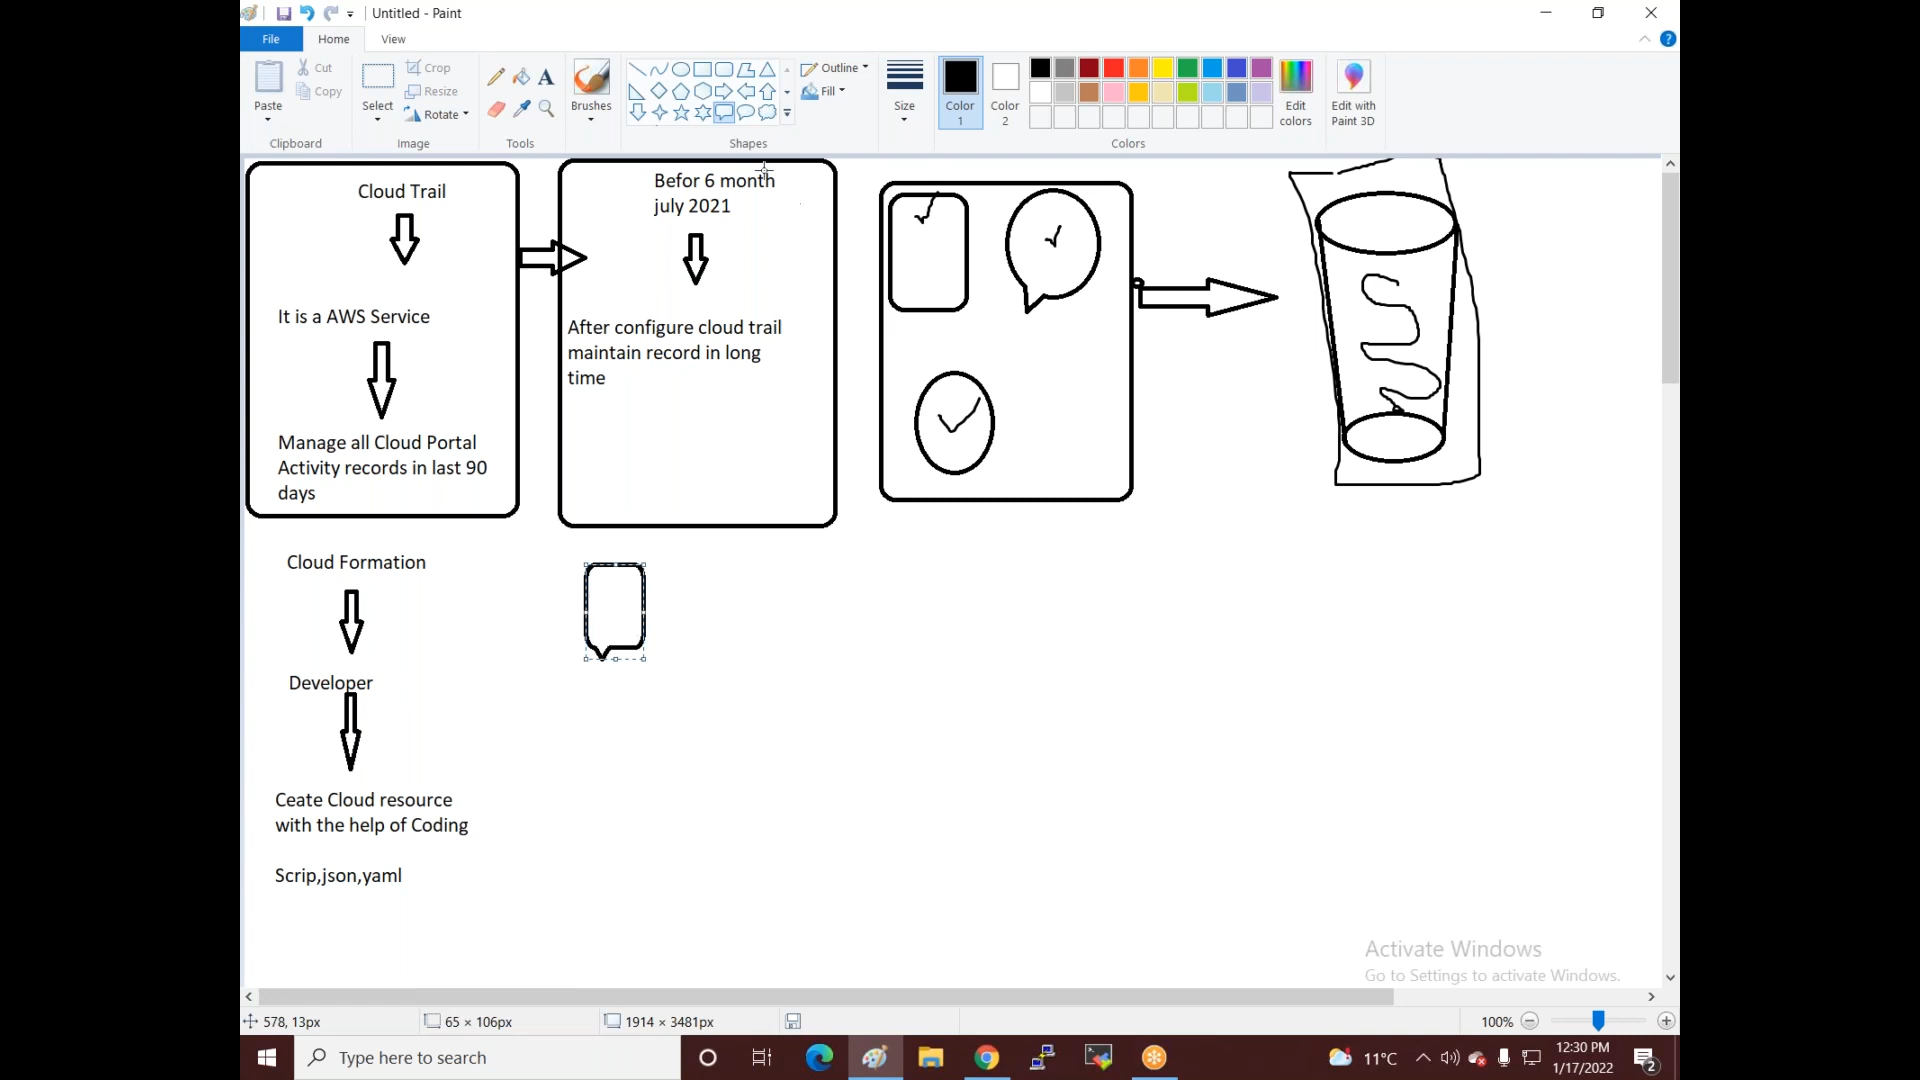 Untitled - Paint
File
Home
View
Paste
Cut
Copy
Clipboard
Select
Crop
Resize
Rotate
Image
Tools
Brushes
Outline
Fill
Shapes
Size
Color 1
Color 2
Edit colors
Edit with Paint 3D
Colors
Cloud Trail
It is a AWS Service
Manage all Cloud Portal
Activity records in last 90
days
Befor 6 month
july 2021
After configure cloud trail
maintain record in long
time
Cloud Formation
Developer
Ceate Cloud resource
with the help of Coding
Scrip,json,yaml
Activate Windows
Go to Settings to activate Windows.
578, 13px
65 × 106px
1914 × 3481px
100%
Type here to search
11°C
12:30 PM
1/17/2022
2